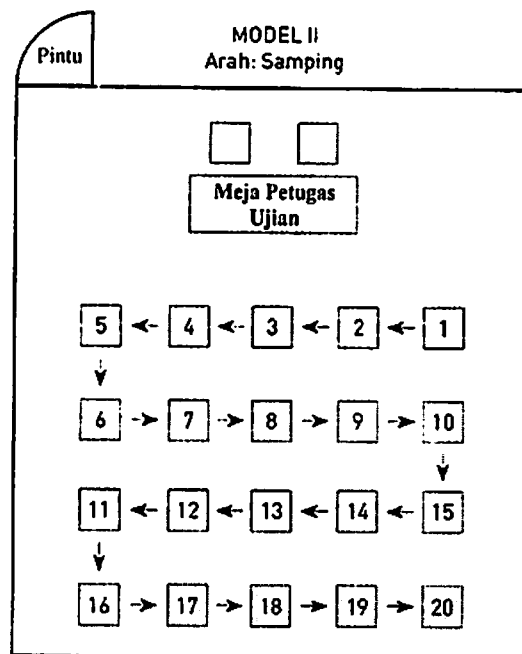 Pintu
MODEL II
Arah: Samping
Meja Petugas
Ujian
5 4 3 2 1
6 7 8 9 10
11 12 13 14 15
16 17 18 19 20